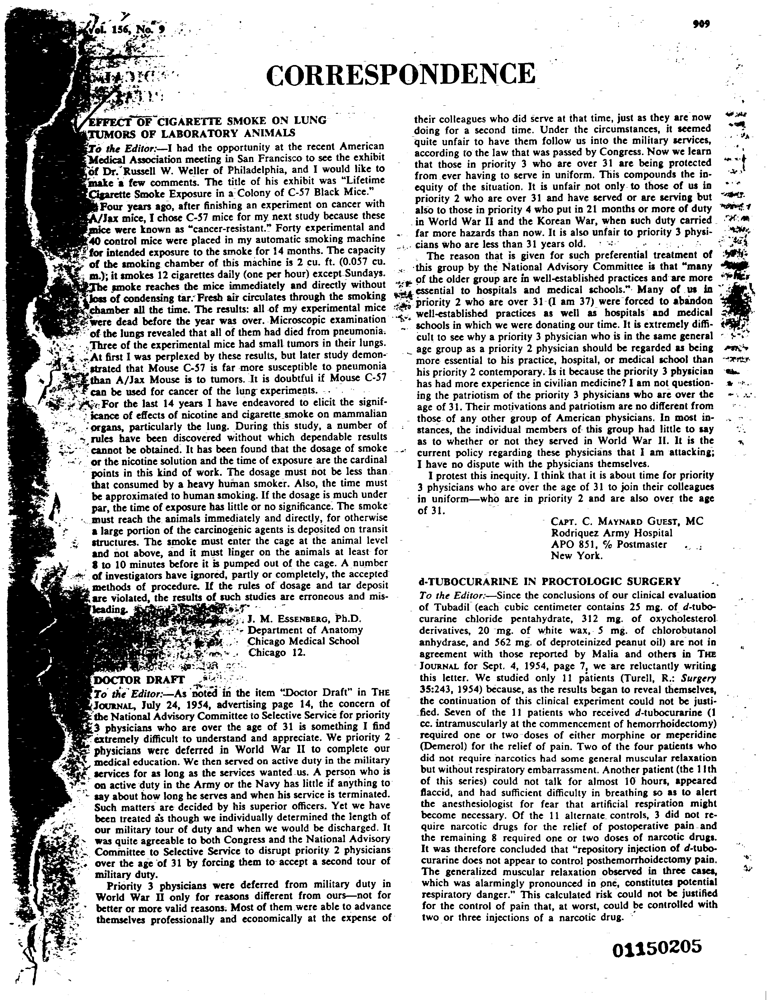 Vol. 156, No. 9
909
CORRESPONDENCE
EFFECT OF CIGARETTE SMOKE ON LUNG
TUMORS OF LABORATORY ANIMALS
To the Editor:—I had the opportunity at the recent American
Medical Association meeting in San Francisco to see the exhibit
of Dr. Russell W. Weller of Philadelphia, and I would like to
make a few comments. The title of his exhibit was "Lifetime
Cigarette Smoke Exposure in a Colony of C-57 Black Mice."
Four years ago, after finishing an experiment on cancer with
A/Jax mice, I chose C-57 mice for my next study because these
mice were known as "cancer-resistant." Forty experimental and
40 control mice were placed in my automatic smoking machine
for intended exposure to the smoke for 14 months. The capacity
of the smoking chamber of this machine is 2 cu. ft. (0.057 cu.
m.); it smokes 12 cigarettes daily (one per hour) except Sundays.
The smoke reaches the mice immediately and directly without
loss of condensing tar. Fresh air circulates through the smoking
chamber all the time. The results: all of my experimental mice
were dead before the year was over. Microscopic examination
of the lungs revealed that all of them had died from pneumonia.
Three of the experimental mice had small tumors in their lungs.
At first I was perplexed by these results, but later study demon-
strated that Mouse C-57 is far more susceptible to pneumonia
than A/Jax Mouse is to tumors. It is doubtful if Mouse C-57
can be used for cancer of the lung experiments.
For the last 14 years I have endeavored to elicit the signif-
icance of effects of nicotine and cigarette smoke on mammalian
organs, particularly the lung. During this study, a number of
rules have been discovered without which dependable results
cannot be obtained. It has been found that the dosage of smoke
or the nicotine solution and the time of exposure are the cardinal
points in this kind of work. The dosage must not be less than
that consumed by a heavy human smoker. Also, the time must
be approximated to human smoking. If the dosage is much under
par, the time of exposure has little or no significance. The smoke
must reach the animals immediately and directly, for otherwise
a large portion of the carcinogenic agents is deposited on transit
structures. The smoke must enter the cage at the animal level
and not above, and it must linger on the animals at least for
8 to 10 minutes before it is pumped out of the cage. A number
of investigators have ignored, partly or completely, the accepted
methods of procedure. If the rules of dosage and tar deposit
are violated, the results of such studies are erroneous and mis-
leading.
J. M. ESSENBERG, Ph.D.
Department of Anatomy
Chicago Medical School
Chicago 12.
DOCTOR DRAFT
To the Editor:—As noted in the item "Doctor Draft" in THE
JOURNAL, July 24, 1954, advertising page 14, the concern of
the National Advisory Committee to Selective Service for priority
3 physicians who are over the age of 31 is something I find
extremely difficult to understand and appreciate. We priority 2
physicians were deferred in World War II to complete our
medical education. We then served on active duty in the military
services for as long as the services wanted us. A person who is
on active duty in the Army or the Navy has little if anything to
say about how long he serves and when his service is terminated.
Such matters are decided by his superior officers. Yet we have
been treated as though we individually determined the length of
our military tour of duty and when we would be discharged. It
was quite agreeable to both Congress and the National Advisory
Committee to Selective Service to disrupt priority 2 physicians
over the age of 31 by forcing them to accept a second tour of
military duty.
Priority 3 physicians were deferred from military duty in
World War II only for reasons different from ours—not for
better or more valid reasons. Most of them were able to advance
themselves professionally and economically at the expense of
their colleagues who did serve at that time, just as they are now
doing for a second time. Under the circumstances, it seemed
quite unfair to have them follow us into the military services,
according to the law that was passed by Congress. Now we learn
that those in priority 3 who are over 31 are being protected
from ever having to serve in uniform. This compounds the in-
equity of the situation. It is unfair not only to those of us in
priority 2 who are over 31 and have served or are serving but
also to those in priority 4 who put in 21 months or more of duty
in World War II and the Korean War, when such duty carried
far more hazards than now. It is also unfair to priority 3 physi-
cians who are less than 31 years old.
The reason that is given for such preferential treatment of
this group by the National Advisory Committee is that "many
of the older group are in well-established practices and are more
essential to hospitals and medical schools." Many of us in
priority 2 who are over 31 (I am 37) were forced to abandon
well-established practices as well as hospitals and medical
schools in which we were donating our time. It is extremely diffi-
cult to see why a priority 3 physician who is in the same general
age group as a priority 2 physician should be regarded as being
more essential to his practice, hospital, or medical school than
his priority 2 contemporary. Is it because the priority 3 physician
has had more experience in civilian medicine? I am not question-
ing the patriotism of the priority 3 physicians who are over the
age of 31. Their motivations and patriotism are no different from
those of any other group of American physicians. In most in-
stances, the individual members of this group had little to say
as to whether or not they served in World War II. It is the
current policy regarding these physicians that I am attacking;
I have no dispute with the physicians themselves.
I protest this inequity. I think that it is about time for priority
3 physicians who are over the age of 31 to join their colleagues
in uniform—who are in priority 2 and are also over the age
of 31.
CAPT. C. MAYNARD GUEST, MC
Rodriquez Army Hospital
APO 851, % Postmaster
New York.
d-TUBOCURARINE IN PROCTOLOGIC SURGERY
To the Editor:—Since the conclusions of our clinical evaluation
of Tubadil (each cubic centimeter contains 25 mg. of d-tubo-
curarine chloride pentahydrate, 312 mg. of oxycholesterol
derivatives, 20 mg. of white wax, 5 mg. of chlorobutanol
anhydrase, and 562 mg. of deproteinized peanut oil) are not in
agreement with those reported by Malia and others in THE
JOURNAL for Sept. 4, 1954, page 7, we are reluctantly writing
this letter. We studied only 11 patients (Turell, R.: Surgery
35:243, 1954) because, as the results began to reveal themselves,
the continuation of this clinical experiment could not be justi-
fied. Seven of the 11 patients who received d-tubocurarine (1
cc. intramuscularly at the commencement of hemorrhoidectomy)
required one or two doses of either morphine or meperidine
(Demerol) for the relief of pain. Two of the four patients who
did not require narcotics had some general muscular relaxation
but without respiratory embarrassment. Another patient (the 11th
of this series) could not talk for almost 10 hours, appeared
flaccid, and had sufficient difficulty in breathing so as to alert
the anesthesiologist for fear that artificial respiration might
become necessary. Of the 11 alternate controls, 3 did not re-
quire narcotic drugs for the relief of postoperative pain and
the remaining 8 required one or two doses of narcotic drugs.
It was therefore concluded that "repository injection of d-tubo-
curarine does not appear to control posthemorrhoidectomy pain.
The generalized muscular relaxation observed in three cases,
which was alarmingly pronounced in one, constitutes potential
respiratory danger." This calculated risk could not be justified
for the control of pain that, at worst, could be controlled with
two or three injections of a narcotic drug.
01150205